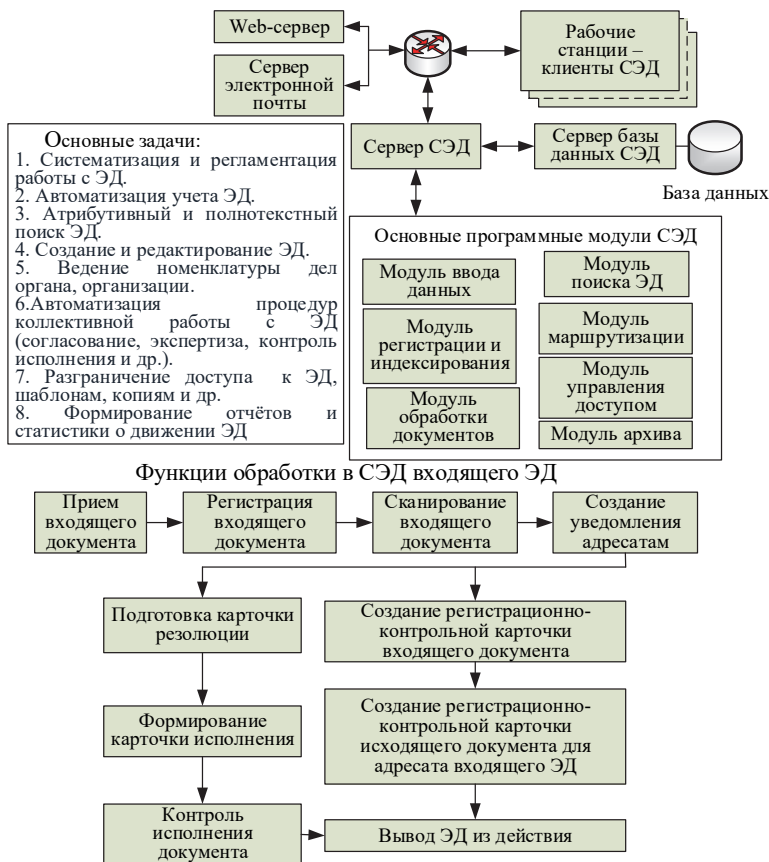 Web-сервер
Сервер
электронной
почты
Рабочие
станции –
клиенты СЭД
Сервер СЭД
Сервер базы
данных СЭД
База данных
Основные задачи:
1. Систематизация и регламентация
работы с ЭД.
2. Автоматизация учета ЭД.
3. Атрибутивный и полнотекстный
поиск ЭД.
4. Создание и редактирование ЭД.
5. Ведение номенклатуры дел
органа, организации.
6.Автоматизация процедур
коллективной работы с ЭД
(согласование, экспертиза, контроль
исполнения и др.).
7. Разграничение доступа к ЭД,
шаблонам, копиям и др.
8. Формирование отчётов и
статистики о движении ЭД
Основные программные модули СЭД
Модуль ввода
данных
Модуль
регистрации и
индексирования
Модуль
обработки
документов
Модуль
поиска ЭД
Модуль
маршрутизации
Модуль
управления
доступом
Модуль архива
Функции обработки в СЭД входящего ЭД
Прием
входящего
документа
Регистрация
входящего
документа
Сканирование
входящего
документа
Создание
уведомления
адресатам
Подготовка карточки
резолюции
Формирование
карточки исполнения
Контроль
исполнения
документа
Создание регистрационно-
контрольной карточки
входящего документа
Создание регистрационно-
контрольной карточки
исходящего документа для
адресата входящего ЭД
Вывод ЭД из действия